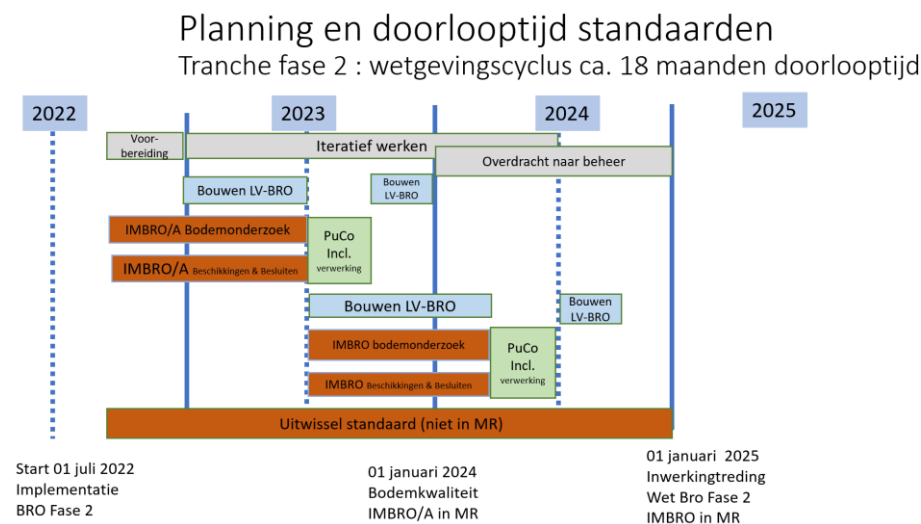 Planning en doorlooptijd standaarden
Tranche fase 2 : wetgevingscyclus ca. 18 maanden doorlooptijd
2022
2023
2024
2025
Voor-
bereiding
Iteratief werken
Overdracht naar beheer
Bouwen LV-BRO
Bouwen
LV-BRO
IMBRO/A Bodemonderzoek
PuCo
Incl.
verwerking
IMBRO/A Beschikkingen & Besluiten
Bouwen LV-BRO
Bouwen
LV-BRO
IMBRO bodemonderzoek
PuCo
Incl.
verwerking
IMBRO Beschikkingen & Besluiten
Uitwissel standaard (niet in MR)
Start 01 juli 2022
Implementatie
BRO Fase 2
01 januari 2024
Bodemkwaliteit
IMBRO/A in MR
01 januari 2025
Inwerkingtreding
Wet Bro Fase 2
IMBRO in MR